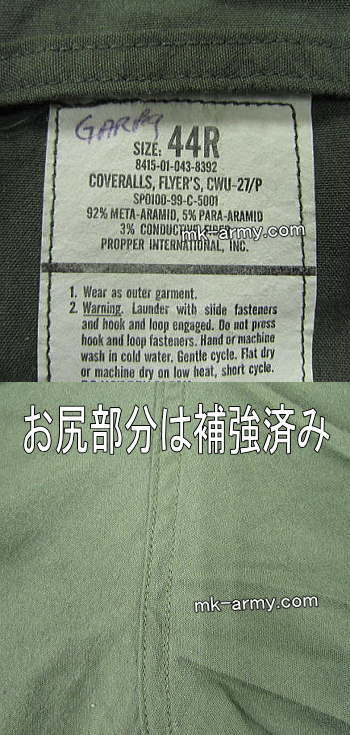 GARAG
SIZE: 44R
8415-01-043-8392
COVERALLS, FLYER'S, CWU-27/P
SP0100-99-C-5001
92% META-ARAMID, 5% PARA-ARAMID
mk-army.com
3% CONDUCTIVE
PROPPER INTERNATIONAL, INC.
1. Wear as outer garment.
2. Warning. Launder with slide fasteners
and hook and loop engaged. Do not press
hook and loop fasteners. Hand or machine
wash in cold water. Gentle cycle. Flat dry
or machine dry on low heat, short cycle.
お尻部分は補強済み
mk-army.com